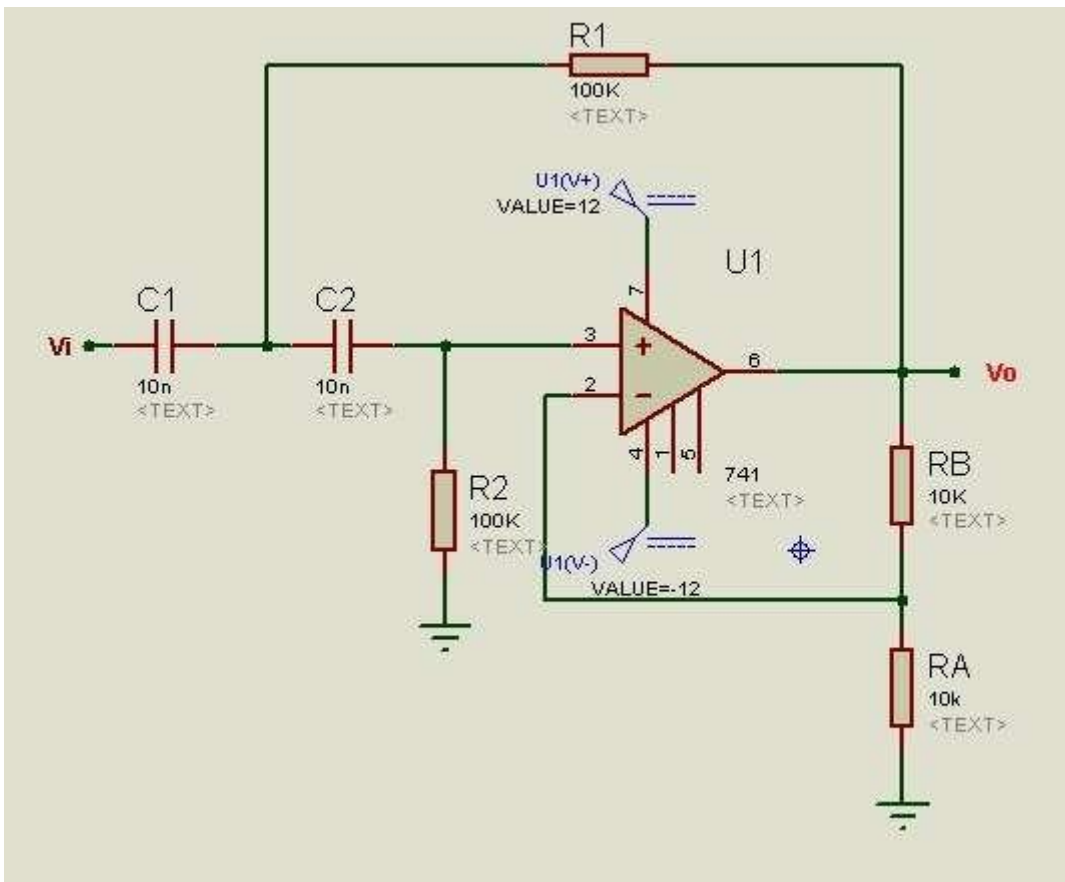 R1
100K
<TEXT>
U1(V+)
VALUE=12
U1
7
C1
10n
<TEXT>
C2
10n
<TEXT>
Vi
3
+
2
−
6
Vo
4
1
5
741
<TEXT>
R2
100K
<TEXT>
U1(V-)
VALUE=-12
RB
10K
<TEXT>
RA
10k
<TEXT>